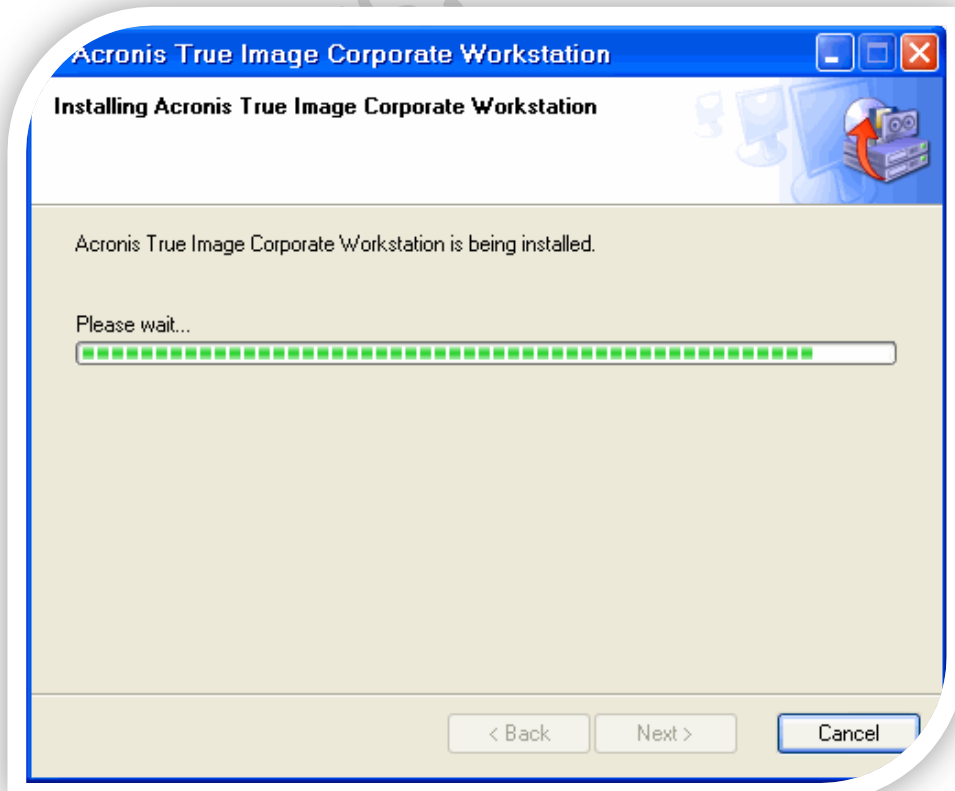 Acronis True Image Corporate Workstation
Installing Acronis True Image Corporate Workstation
Acronis True Image Corporate Workstation is being installed.
Please wait...
< Back Next > Cancel